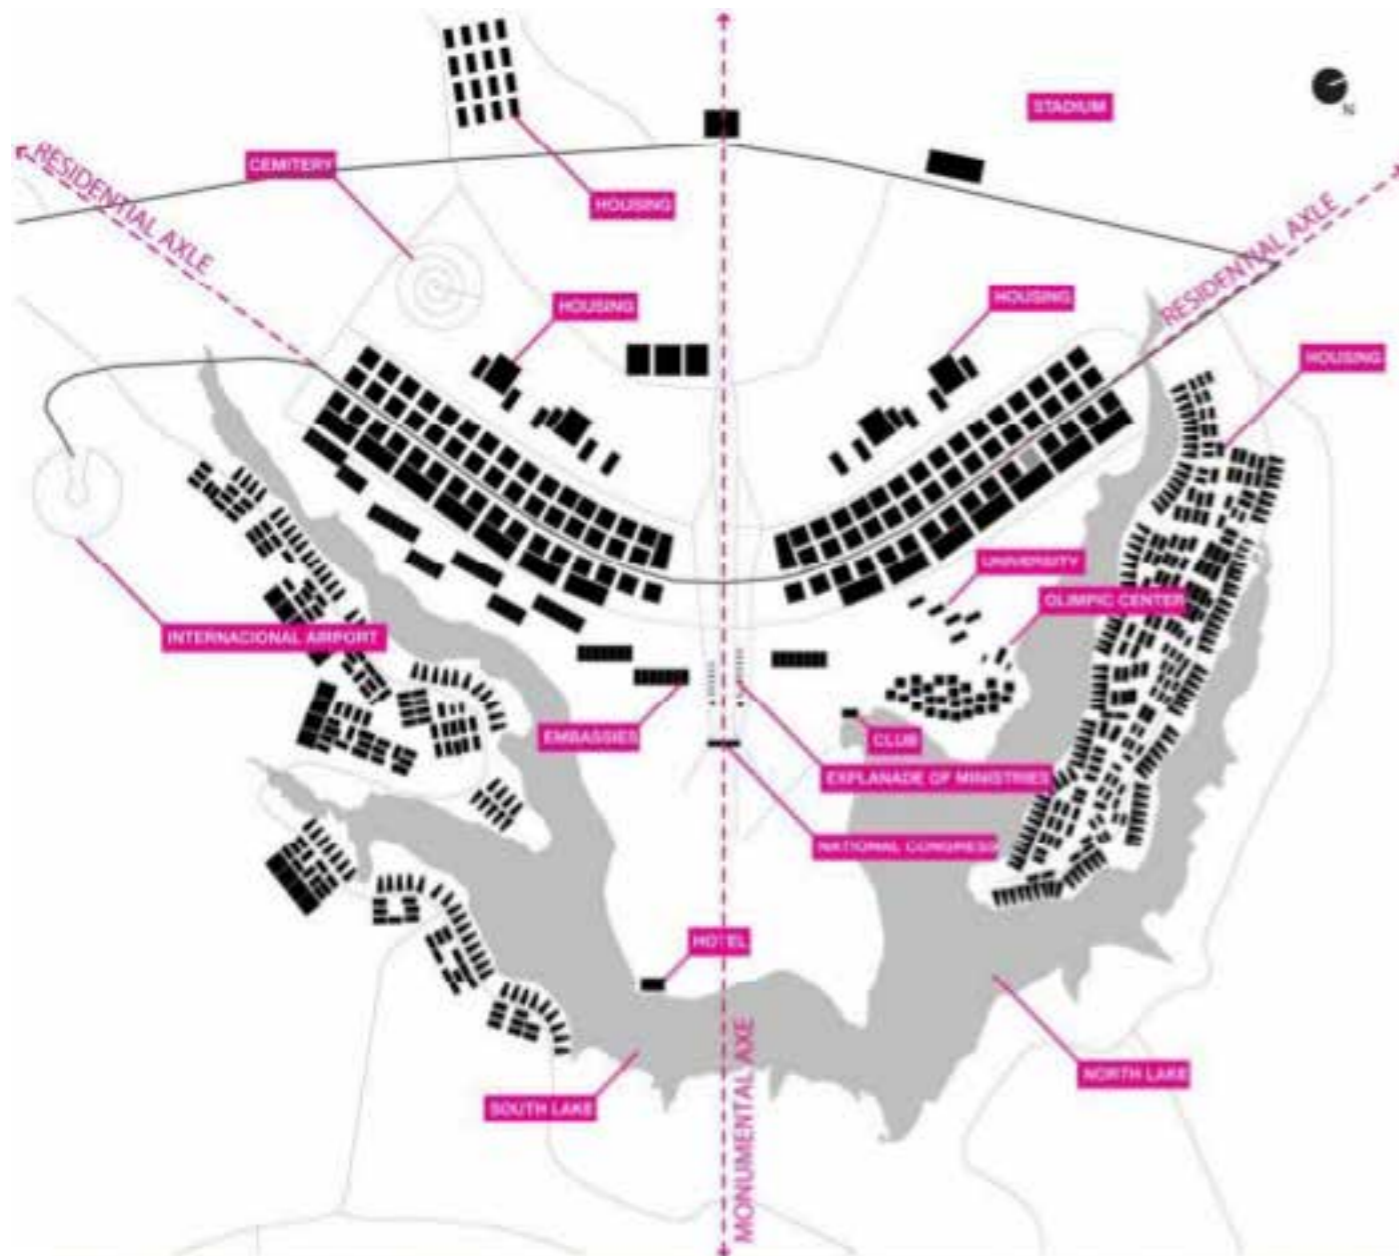 STADIUM
N
RESIDENTIAL AXLE
CEMITERY
HOUSING
RESIDENTIAL AXLE
HOUSING
HOUSING
HOUSING
UNIVERSITY
OLIMPIC CENTER
INTERNACIONAL AIRPORT
EMBASSIES
CLUB
EXPLANADE OF MINISTRIES
NATIONAL CONGRESS
HOTEL
NORTH LAKE
SOUTH LAKE
MONUMENTAL AXE